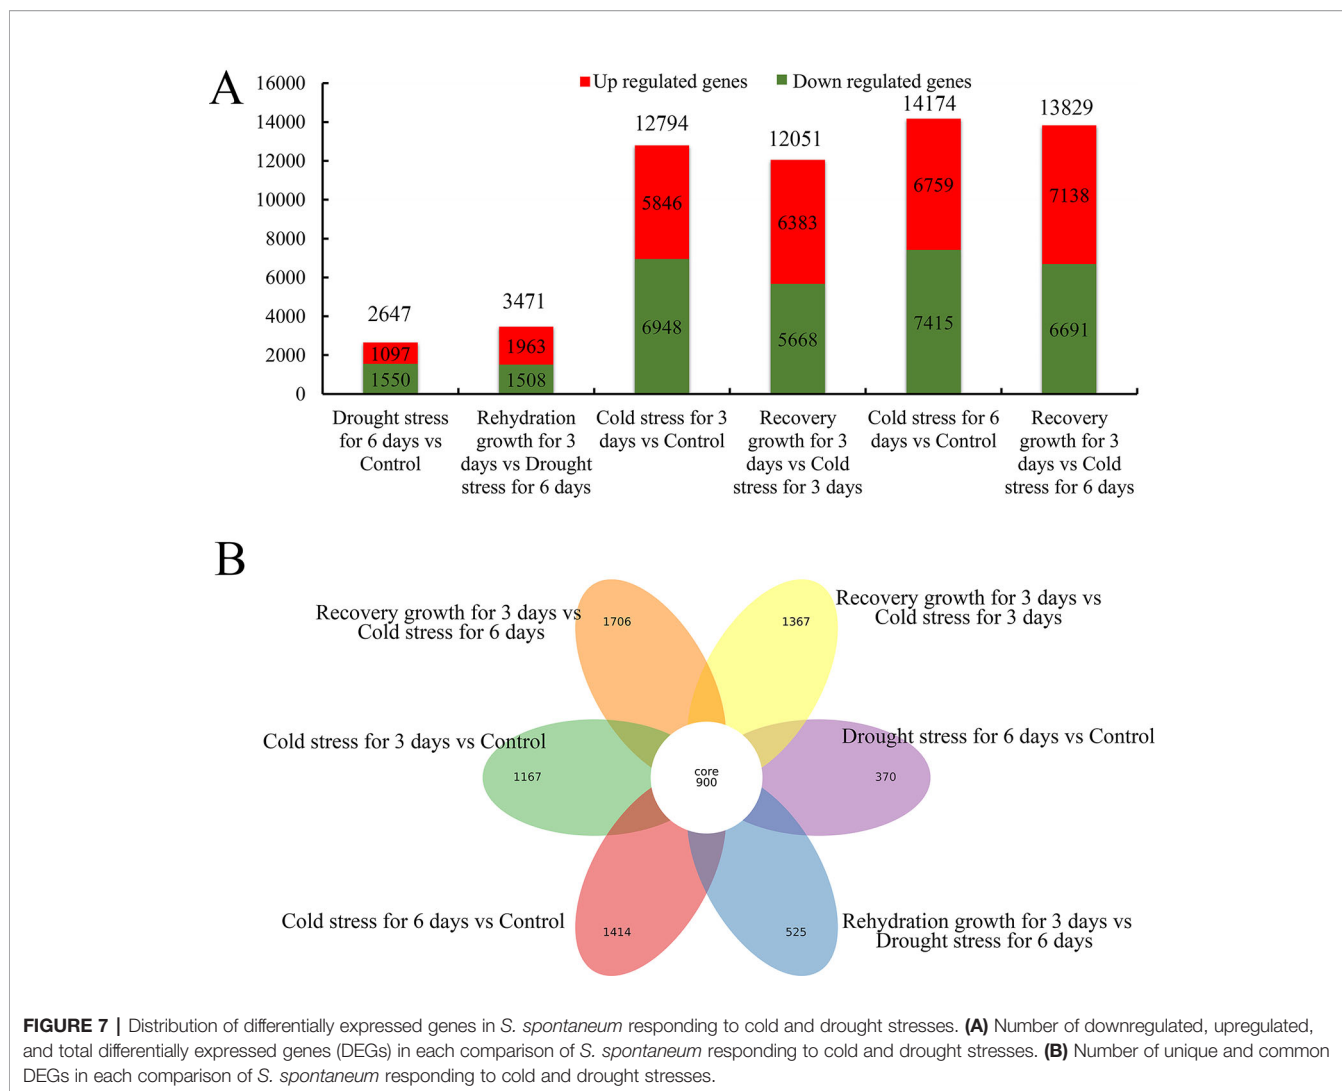 A
16000
14000
12000
10000
8000
6000
4000
2000
0
Up regulated genes
Down regulated genes
2647
1097
1550
3471
1963
1508
12794
5846
6948
12051
6383
5668
14174
6759
7415
13829
7138
6691
Drought stress
for 6 days vs
Control
Rehydration
growth for 3
days vs Drought
stress for 6 days
Cold stress for 3
days vs Control
Recovery
growth for 3
days vs Cold
stress for 3 days
Cold stress for 6
days vs Control
Recovery
growth for 3
days vs Cold
stress for 6 days
B
Recovery growth for 3 days vs
Cold stress for 6 days
1706
1367
Recovery growth for 3 days vs
Cold stress for 3 days
Cold stress for 3 days vs Control
1167
core
900
Drought stress for 6 days vs Control
370
Cold stress for 6 days vs Control
1414
525
Rehydration growth for 3 days vs
Drought stress for 6 days
FIGURE 7 | Distribution of differentially expressed genes in S. spontaneum responding to cold and drought stresses. (A) Number of downregulated, upregulated,
and total differentially expressed genes (DEGs) in each comparison of S. spontaneum responding to cold and drought stresses. (B) Number of unique and common
DEGs in each comparison of S. spontaneum responding to cold and drought stresses.